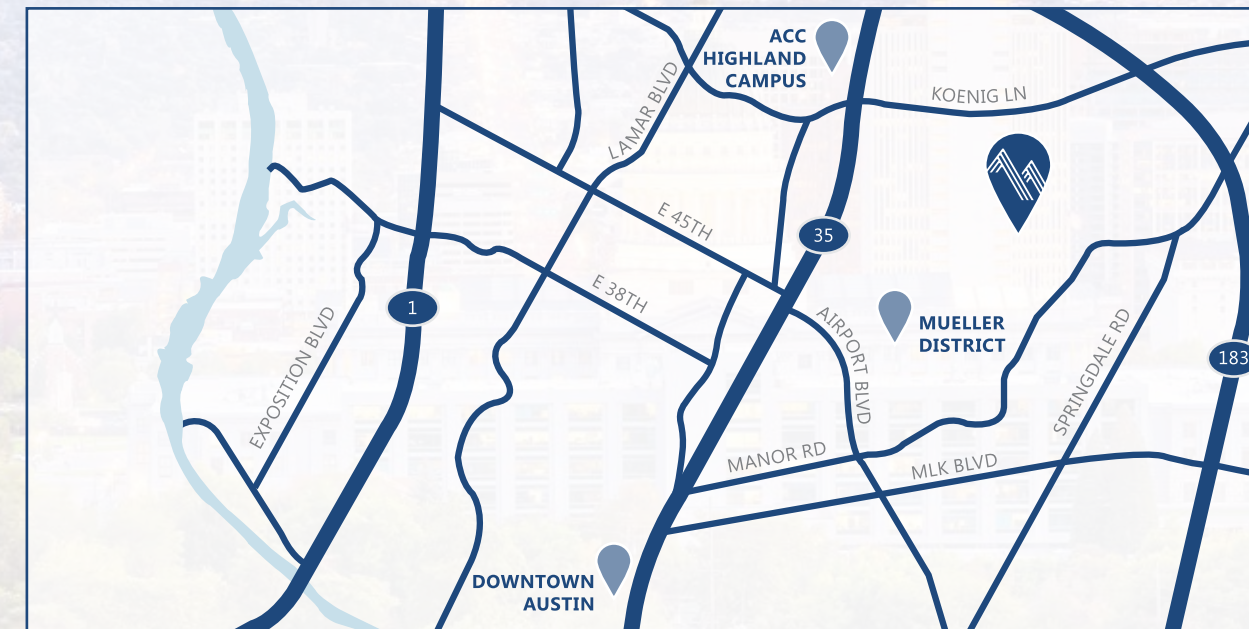 ACC
HIGHLAND
CAMPUS
LAMAR BLVD
KOENIG LN
E 45TH
35
E 38TH
1
EXPOSITION BLVD
AIRPORT BLVD
MUELLER
DISTRICT
SPRINGDALE RD
183
MANOR RD
MLK BLVD
DOWNTOWN
AUSTIN